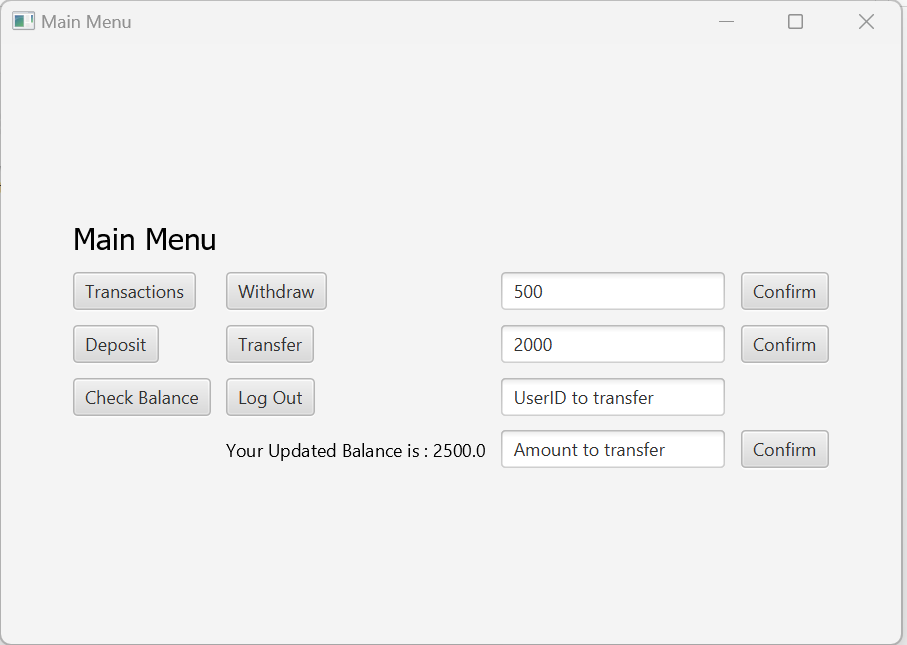 Main Menu
Main Menu
Transactions Withdraw 500 Confirm
Deposit Transfer 2000 Confirm
Check Balance Log Out UserID to transfer
Your Updated Balance is : 2500.0 Amount to transfer Confirm